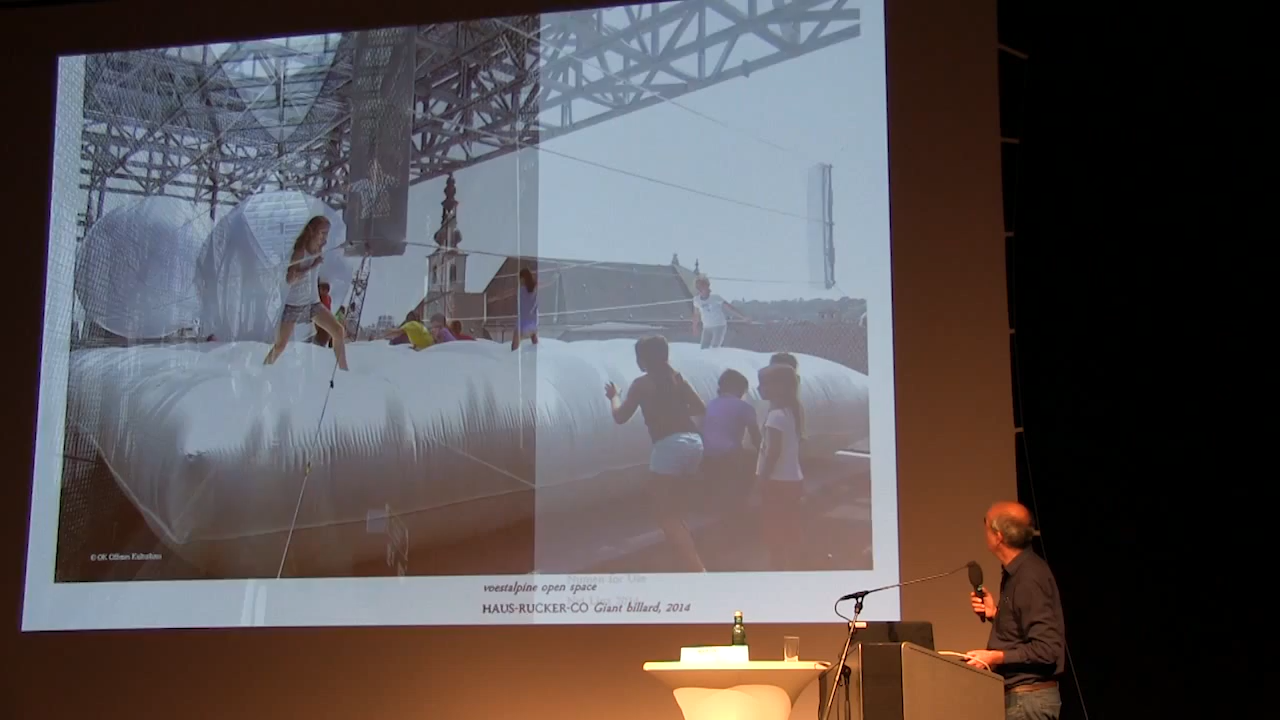 © OK Offenes Kulturhaus
voestalpine open space
HAUS-RUCKER-CO Giant billard, 2014